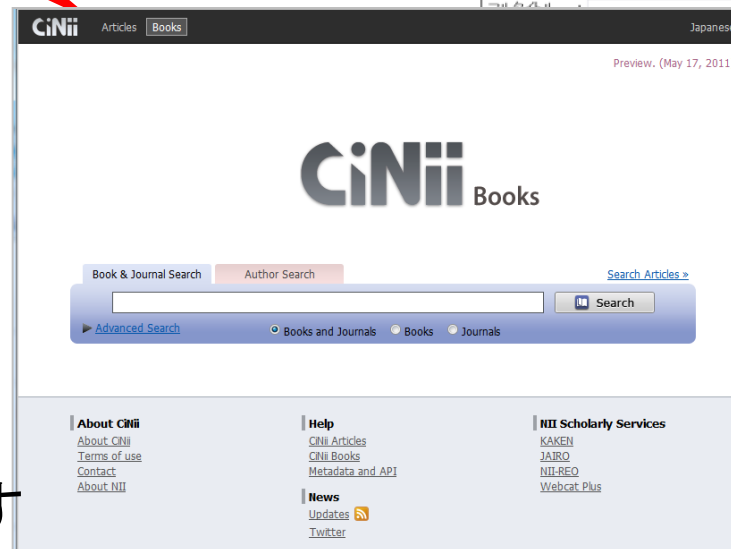 CiNii Articles Books Japanese
Preview. (May 17, 2011
CiNii Books
Book & Journal Search Author Search Search Articles »
Search
Advanced Search Books and Journals Books Journals
About CiNii Help NII Scholarly Services
About CiNii CiNii Articles KAKEN
Terms of use CiNii Books JAIRO
Contact Metadata and API NII-REO
About NII News Webcat Plus
Updates
Twitter